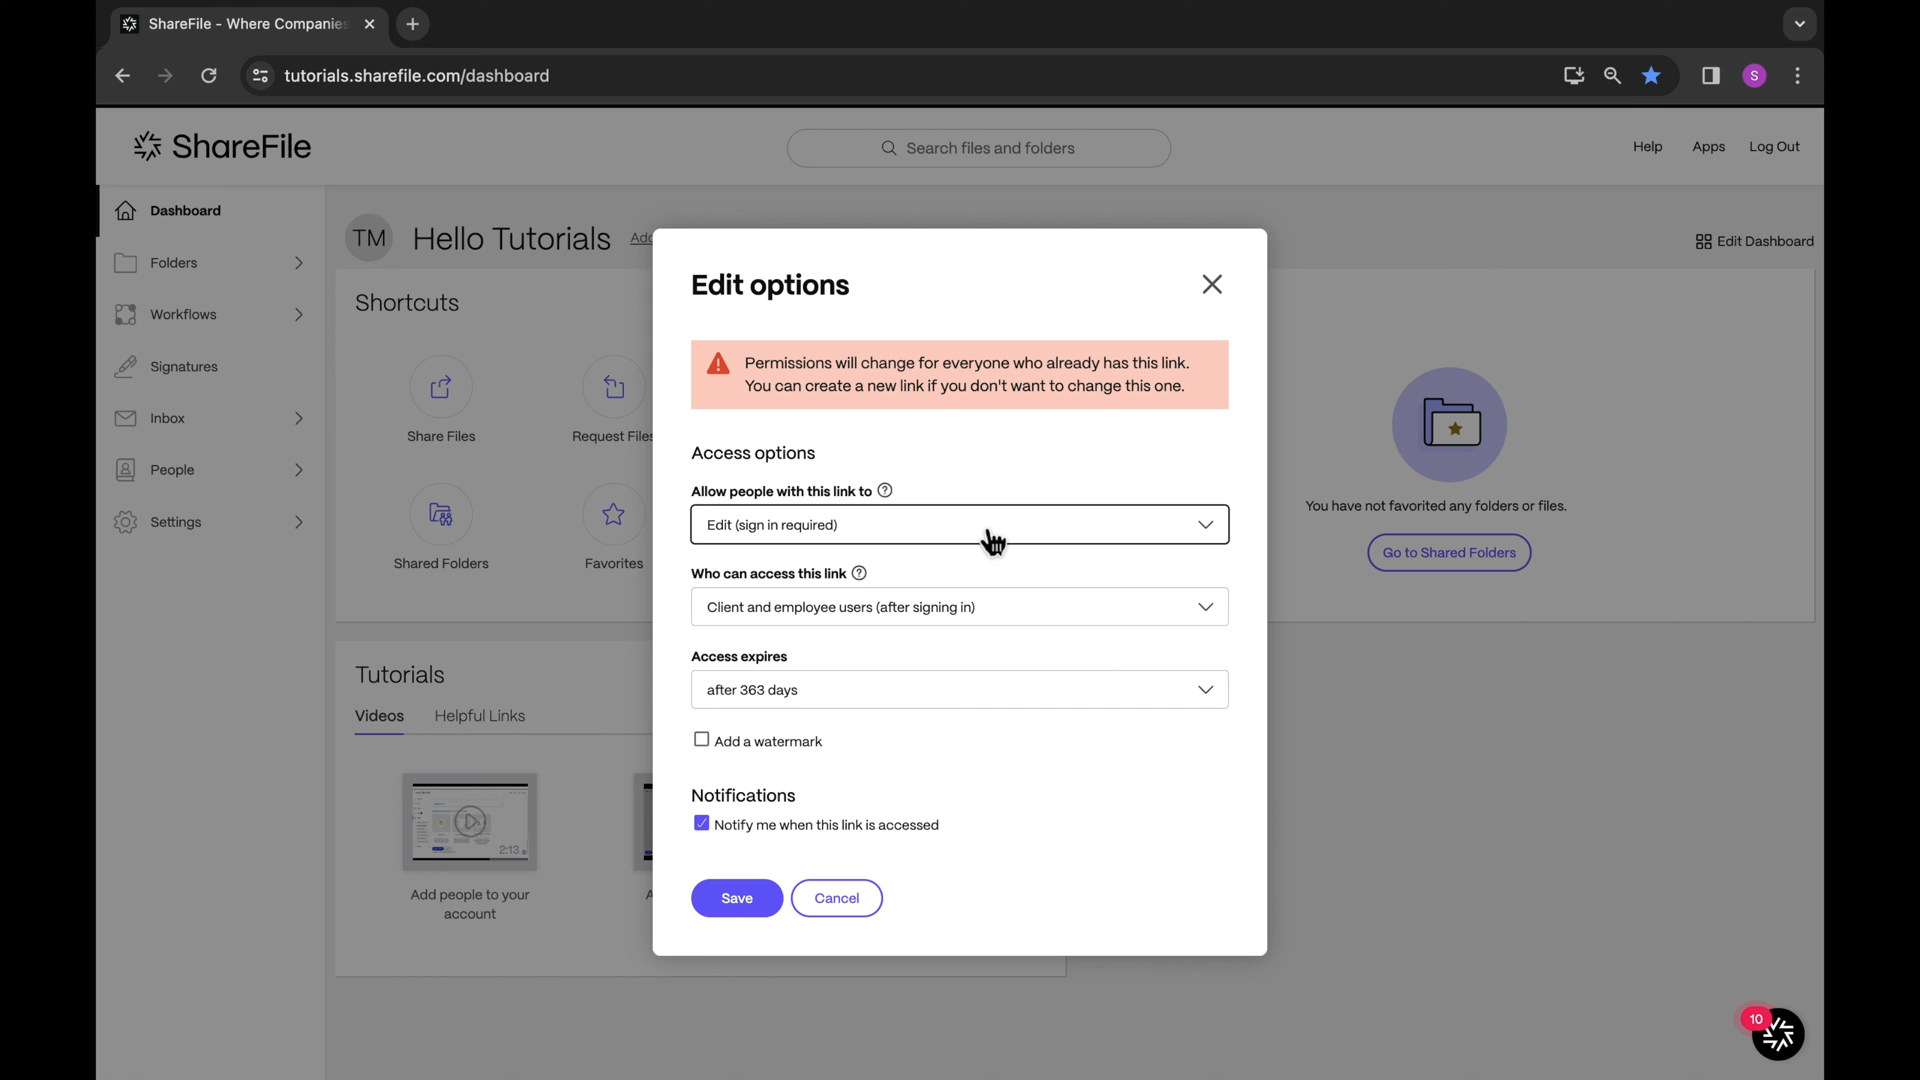 ShareFile - Where Companies
tutorials.sharefile.com/dashboard
S
ShareFile
Search files and folders
Help
Apps
Log Out
Dashboard
Folders
Workflows
Signatures
Inbox
People
Settings
TM
Hello Tutorials
Add
Edit Dashboard
Shortcuts
Share Files
Request Files
Shared Folders
Favorites
Edit options
Permissions will change for everyone who already has this link.
You can create a new link if you don't want to change this one.
Access options
Allow people with this link to
Edit (sign in required)
Who can access this link
Client and employee users (after signing in)
Access expires
after 363 days
Add a watermark
Notifications
Notify me when this link is accessed
Save
Cancel
You have not favorited any folders or files.
Go to Shared Folders
Tutorials
Videos
Helpful Links
2:13
Add people to your
account
A
10